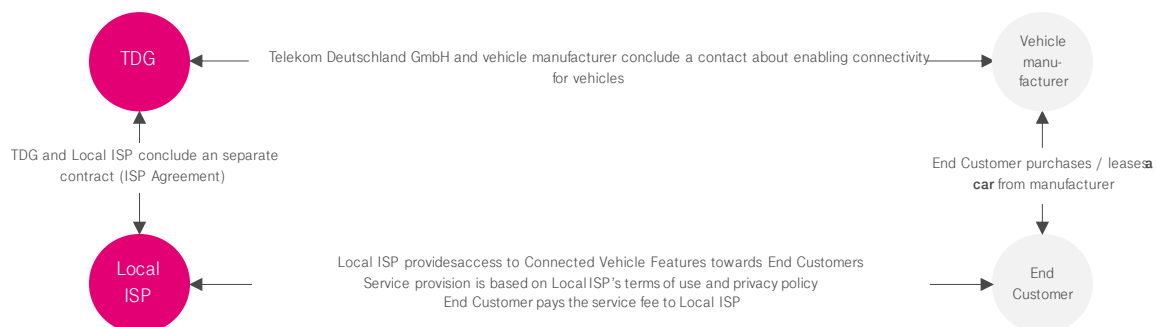 TDG
Telekom Deutschland GmbH and vehicle manufacturer conclude a contact about enabling connectivity
for vehicles
Vehicle
manu-
facturer
TDG and Local ISP conclude an separate
contract (ISP Agreement)
End Customer purchases / leases a
car from manufacturer
Local
ISP
Local ISP providesaccess to Connected Vehicle Features towards End Customers
Service provision is based on Local ISP's terms of use and privacy policy
End Customer pays the service fee to Local ISP
End
Customer